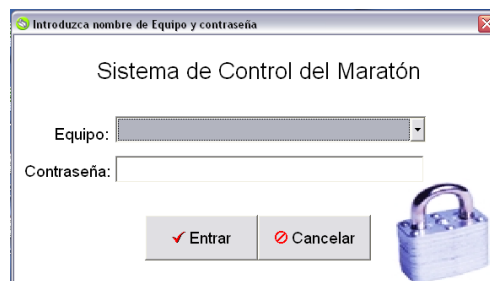 Introduzca nombre de Equipo y contraseña
Sistema de Control del Maratón
Equipo:
Contraseña:
Entrar
Cancelar